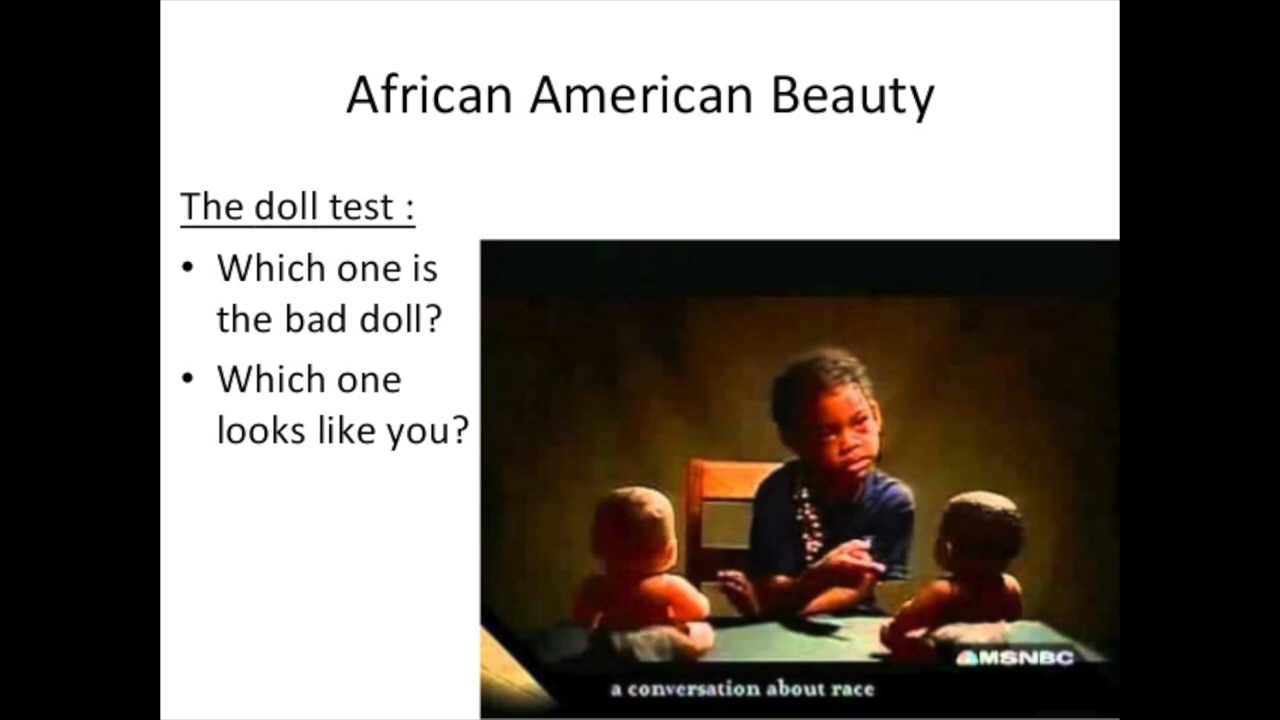 African American Beauty
The doll test :
• Which one is
the bad doll?
• Which one
looks like you?
MSNBC
a conversation about race